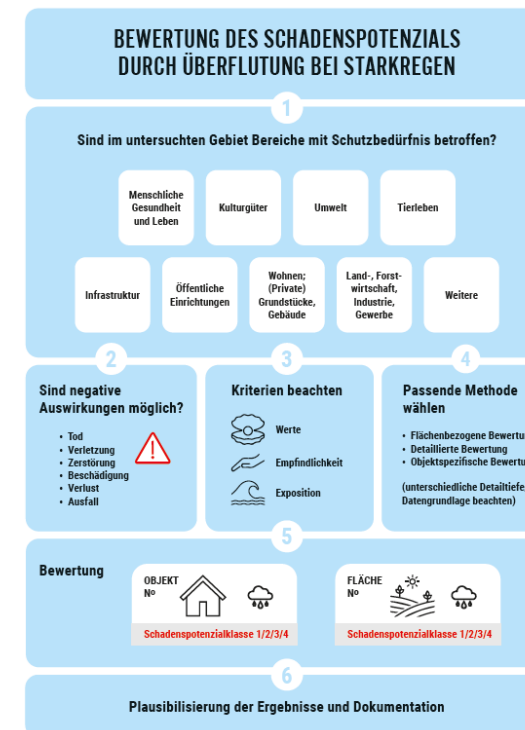 BEWERTUNG DES SCHADENSPOTENZIALS
DURCH ÜBERFLUTUNG BEI STARKREGEN
1
Sind im untersuchten Gebiet Bereiche mit Schutzbedürfnis betroffen?
Menschliche
Gesundheit
und Leben
Kulturgüter
Umwelt
Tierleben
Infrastruktur
Öffentliche
Einrichtungen
Wohnen;
(Private)
Grundstücke,
Gebäude
Land-, Forst-
wirtschaft,
Industrie,
Gewerbe
Weitere
2
Sind negative
Auswirkungen möglich?
• Tod
• Verletzung
• Zerstörung
• Beschädigung
• Verlust
• Ausfall
3
Kriterien beachten
Werte
Empfindlichkeit
Exposition
4
Passende Methode
wählen
• Flächenbezogene
• Detaillierte Bewertung
• Objektspezifische
(unterschiedliche Detailtiefe,
Datengrundlage beachten)
5
Bewertung
OBJEKT
Nº
Schadenspotenzialklasse 1/2/3/4
FLÄCHE
Nº
Schadenspotenzialklasse 1/2/3/4
6
Plausibilisierung der Ergebnisse und Dokumentation